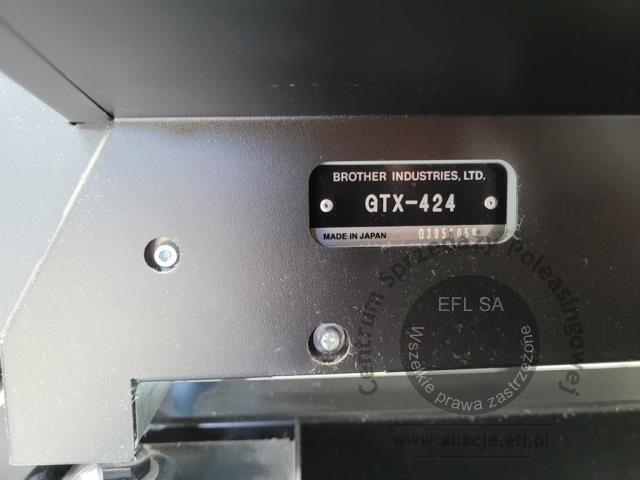 BROTHER INDUSTRIES, LTD.
GTX-424
MADE IN JAPAN
Centrum Sprzedaży Poleasingowej
EFL SA
Wszelkie prawa zastrzeżone
www.aukcje.efl.pl